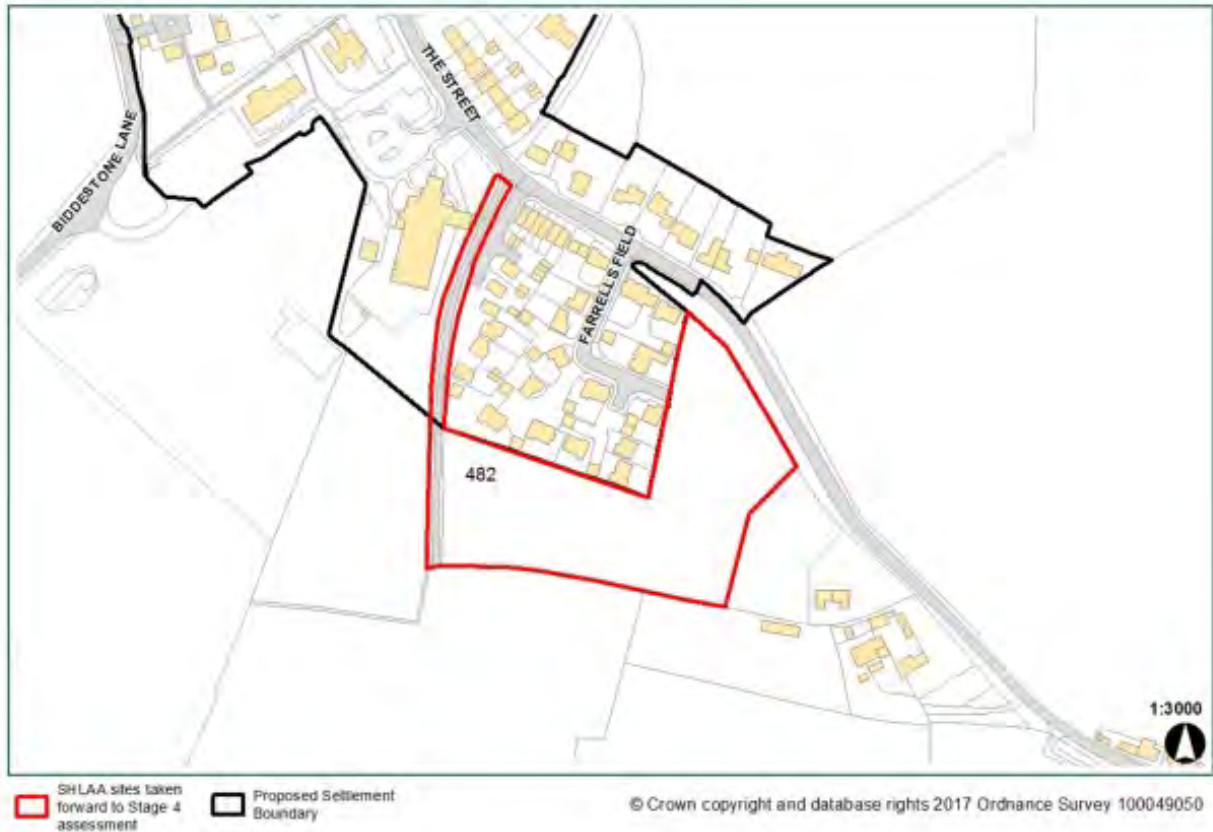 THE STREET
BIDDESTONE LANE
FARRELLS FIELD
482
1:3000
SHLAA sites taken
forward to Stage 4
assessment
Proposed Settlement
Boundary
© Crown copyright and database rights 2017 Ordnance Survey 100049050